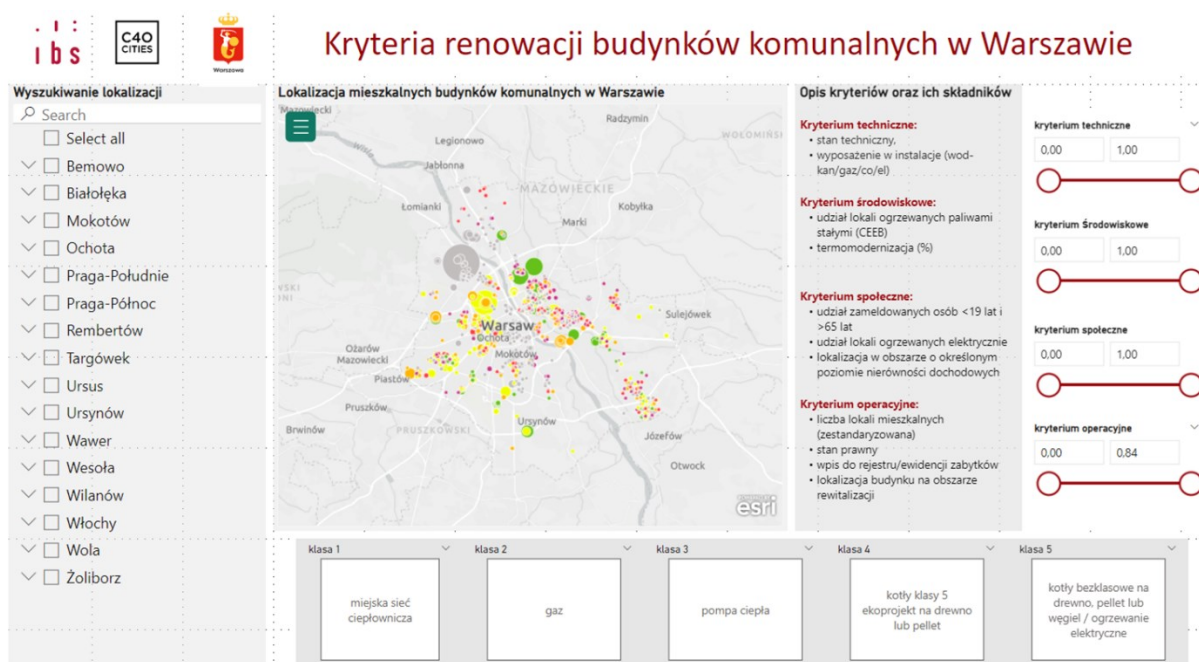 ibs
C40
CITIES
Warszawa
Kryteria renowacji budynków komunalnych w Warszawie
Wyszukiwanie lokalizacji
Search
Select all
Bemowo
Białołęka
Mokotów
Ochota
Praga-Południe
Praga-Północ
Rembertów
Targówek
Ursus
Ursynów
Wawer
Wesoła
Wilanów
Włochy
Wola
Żoliborz
Lokalizacja mieszkalnych budynków komunalnych w Warszawie
Mazowiecki
Radzymin
WOŁOMIŃSKI
Legionowo
Wisła
Jabłonna
MAZOWIECKIE
Łomianki
Kobyłka
Marki
Warsaw
Sulejówek
Ochota
Ożarów
Mazowiecki
Mokotów
Piastów
Pruszków
Ursynów
Brwinów
PRUSZKOWSKI
Józefów
Otwock
esri
Opis kryteriów oraz ich składników
Kryterium techniczne:
• stan techniczny,
• wyposażenie w instalacje (wod-
kan/gaz/co/el)
Kryterium środowiskowe:
• udział lokali ogrzewanych paliwami
stałymi (CEEB)
• termomodernizacja (%)
Kryterium społeczne:
• udział zameldowanych osób <19 lat i
>65 lat
• udział lokali ogrzewanych elektrycznie
• lokalizacja w obszarze o określonym
poziomie nierówności dochodowych
Kryterium operacyjne:
• liczba lokali mieszkalnych
(zestandaryzowana)
• stan prawny
• wpis do rejestru/ewidencji zabytków
• lokalizacja budynku na obszarze
rewitalizacji
kryterium techniczne
0,00 1,00
kryterium Środowiskowe
0,00 1,00
kryterium społeczne
0,00 1,00
kryterium operacyjne
0,00 0,84
klasa 1
miejska sieć
ciepłownicza
klasa 2
gaz
klasa 3
pompa ciepła
klasa 4
kotły klasy 5
ekoprojekt na drewno
lub pellet
klasa 5
kotły bezklasowe na
drewno, pellet lub
węgiel / ogrzewanie
elektryczne